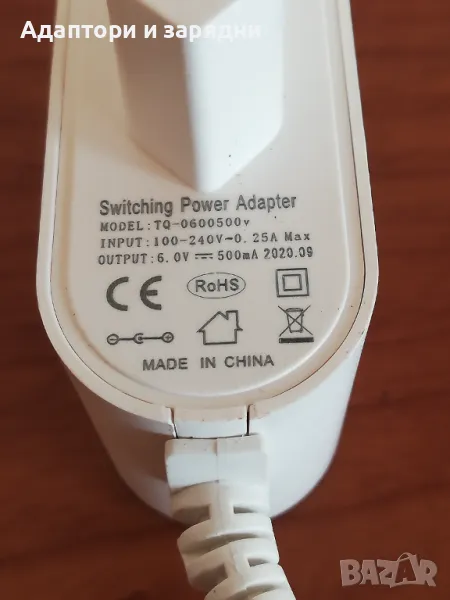 Адаптори и зарядни
Switching Power Adapter
MODEL: TQ-0600500v
INPUT: 100-240V~0.25A Max
OUTPUT: 6.0V⎓500mA 2020.09
CE RoHS
MADE IN CHINA
BAZAR